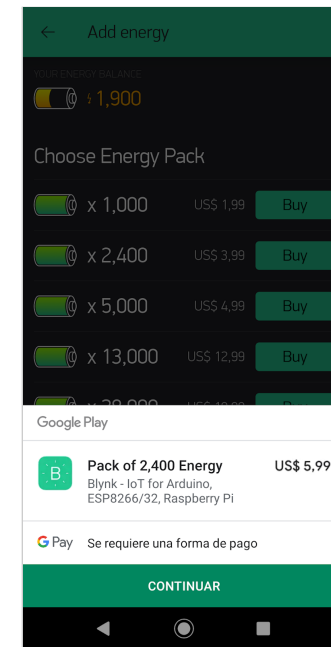 Add energy
YOUR ENERGY BALANCE
1,900
Choose Energy Pack
x 1,000 US$ 1,99 Buy
x 2,400 US$ 3,99 Buy
x 5,000 US$ 4,99 Buy
x 13,000 US$ 12,99 Buy
Google Play
B
Pack of 2,400 Energy US$ 5,99
Blynk - IoT for Arduino,
ESP8266/32, Raspberry Pi
G Pay Se requiere una forma de pago
CONTINUAR